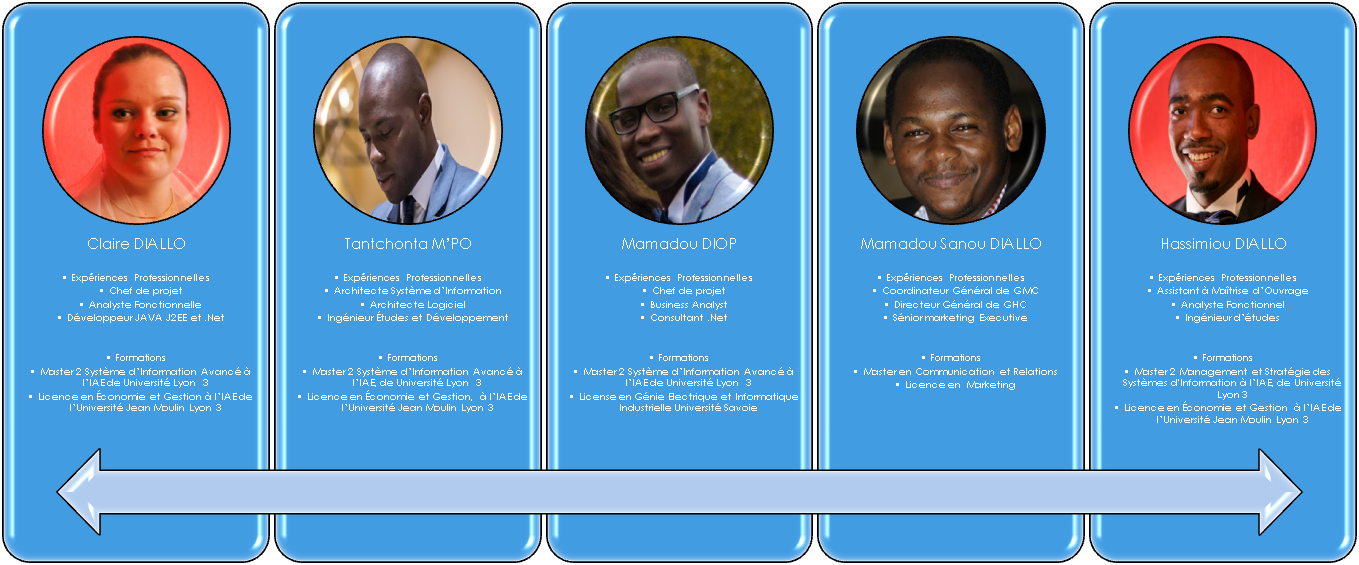 Claire DIALLO
▪ Expériences Professionnelles
▪ Chef de projet
▪ Analyste Fonctionnelle
▪ Développeur JAVA J2EE et .Net
▪ Formations
▪ Master 2 Système d'Information Avancé à
l'IAE de Université Lyon 3
▪ Licence en Économie et Gestion à l'IAE de
l'Université Jean Moulin Lyon 3
Tantchonta M'PO
▪ Expériences Professionnelles
▪ Architecte Système d'Information
▪ Architecte Logiciel
▪ Ingénieur Études et Développement
▪ Formations
▪ Master 2 Système d'Information Avancé à
l'IAE, de Université Lyon 3
▪ Licence en Économie et Gestion, à l'IAE de
l'Université Jean Moulin Lyon 3
Mamadou DIOP
▪ Expériences Professionnelles
▪ Chef de projet
▪ Business Analyst
▪ Consultant .Net
▪ Formations
▪ Master 2 Système d'Information Avancé à
l'IAE de Université Lyon 3
▪ License en Génie Electrique et Informatique
Industrielle Université Savoie
Mamadou Sanou DIALLO
▪ Expériences Professionnelles
▪ Coordinateur Général de GMC
▪ Directeur Général de GHC
▪ Sénior marketing Executive
▪ Formations
▪ Master en Communication et Relations
▪ Licence en Marketing
Hassimiou DIALLO
▪ Expériences Professionnelles
▪ Assistant à Maîtrise d'Ouvrage
▪ Analyste Fonctionnel
▪ Ingénieur d'études
▪ Formations
▪ Master 2 Management et Stratégie des
Systèmes d'Information à l'IAE, de Université
Lyon 3
▪ Licence en Économie et Gestion à l'IAE de
l'Université Jean Moulin Lyon 3